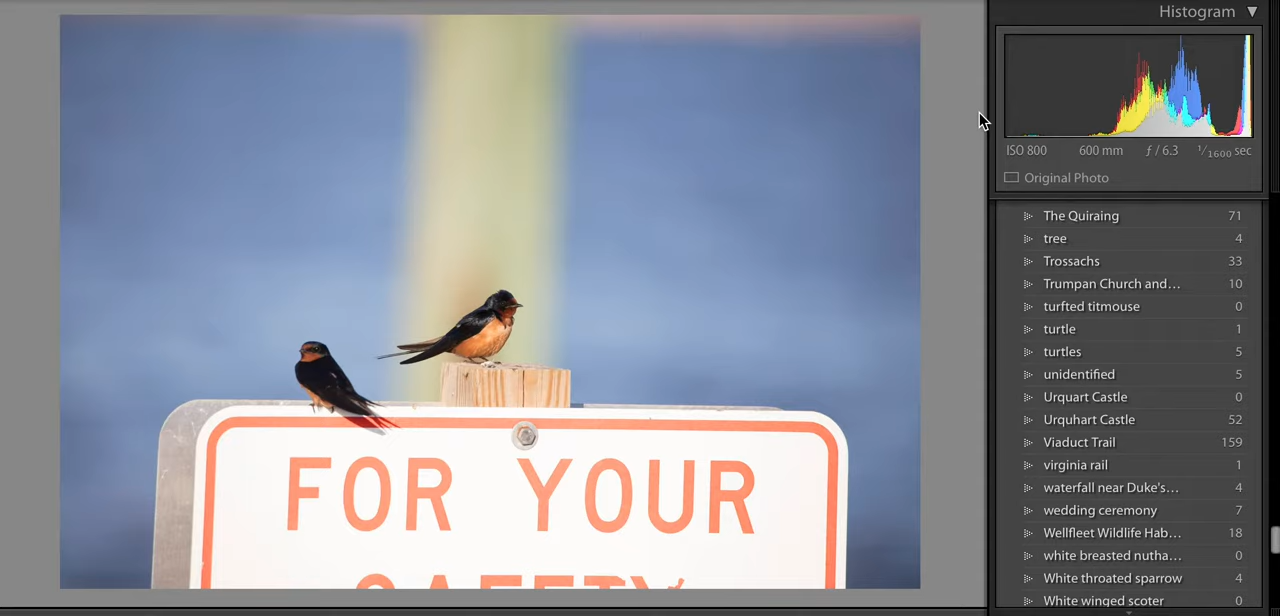 Histogram ▼
ISO 800 600 mm ƒ / 6.3 1/1600 sec
Original Photo
The Quiraing 71
tree 4
Trossachs 33
Trumpan Church and… 10
turfted titmouse 0
turtle 1
turtles 5
unidentified 5
Urquart Castle 0
Urquhart Castle 52
Viaduct Trail 159
virginia rail 1
waterfall near Duke's… 4
wedding ceremony 7
Wellfleet Wildlife Hab… 18
white breasted nutha… 0
White throated sparrow 4
White winged scoter 0
FOR YOUR
SAFETY